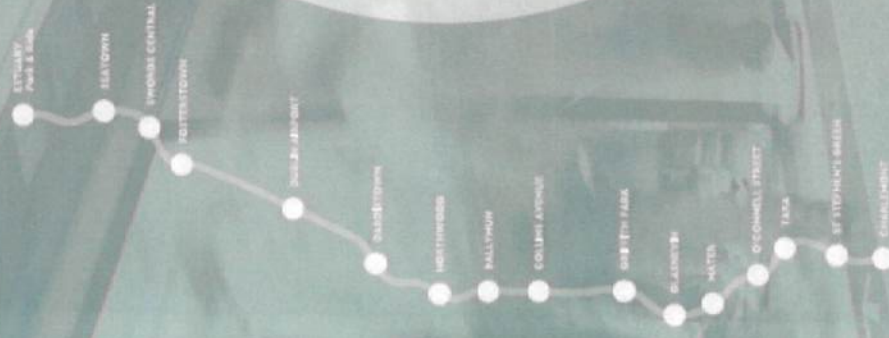 ESTUARY
Park & Ride
SEATOWN
SWORDS CENTRAL
FOSTERSTOWN
DUBLIN AIRPORT
DARDISTOWN
NORTHWOOD
BALLYMUN
COLLINS AVENUE
GRIFFITH PARK
GLASNEVIN
MATER
O'CONNELL STREET
TARA
ST STEPHEN'S GREEN
CHARLEMONT